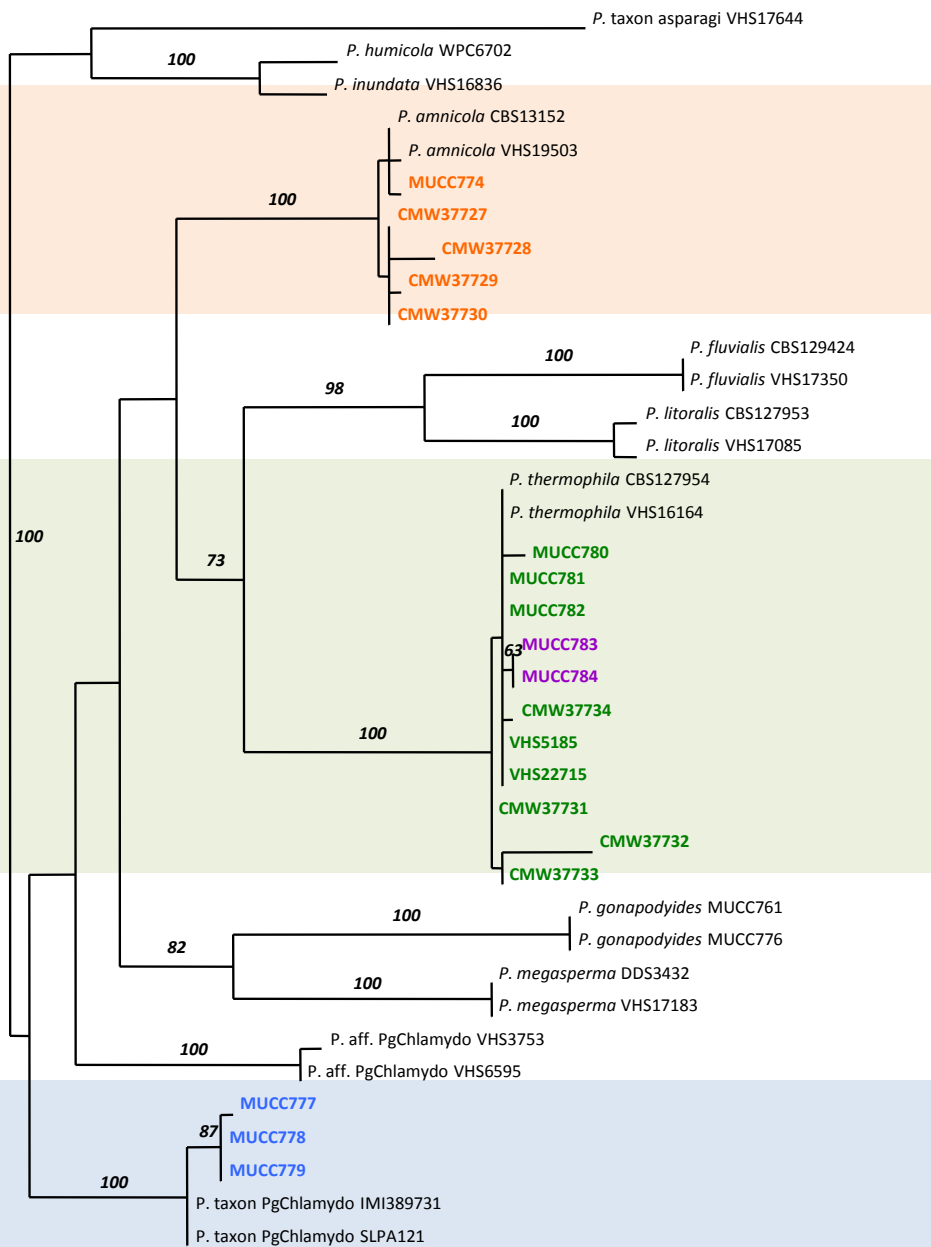 P. taxon asparagi VHS17644
P. humicola WPC6702
100
P. inundata VHS16836
P. amnicola CBS13152
P. amnicola VHS19503
MUCC774
100
CMW37727
CMW37728
CMW37729
CMW37730
P. fluvialis CBS129424
100
P. fluvialis VHS17350
98
P. litoralis CBS127953
100
P. litoralis VHS17085
P. thermophila CBS127954
P. thermophila VHS16164
100
MUCC780
73
MUCC781
MUCC782
MUCC783
63
MUCC784
CMW37734
100
VHS5185
VHS22715
CMW37731
CMW37732
CMW37733
P. gonapodyides MUCC761
100
P. gonapodyides MUCC776
82
P. megasperma DDS3432
100
P. megasperma VHS17183
P. aff. PgChlamydo VHS3753
100
P. aff. PgChlamydo VHS6595
MUCC777
87
MUCC778
MUCC779
100
P. taxon PgChlamydo IMI389731
P. taxon PgChlamydo SLPA121